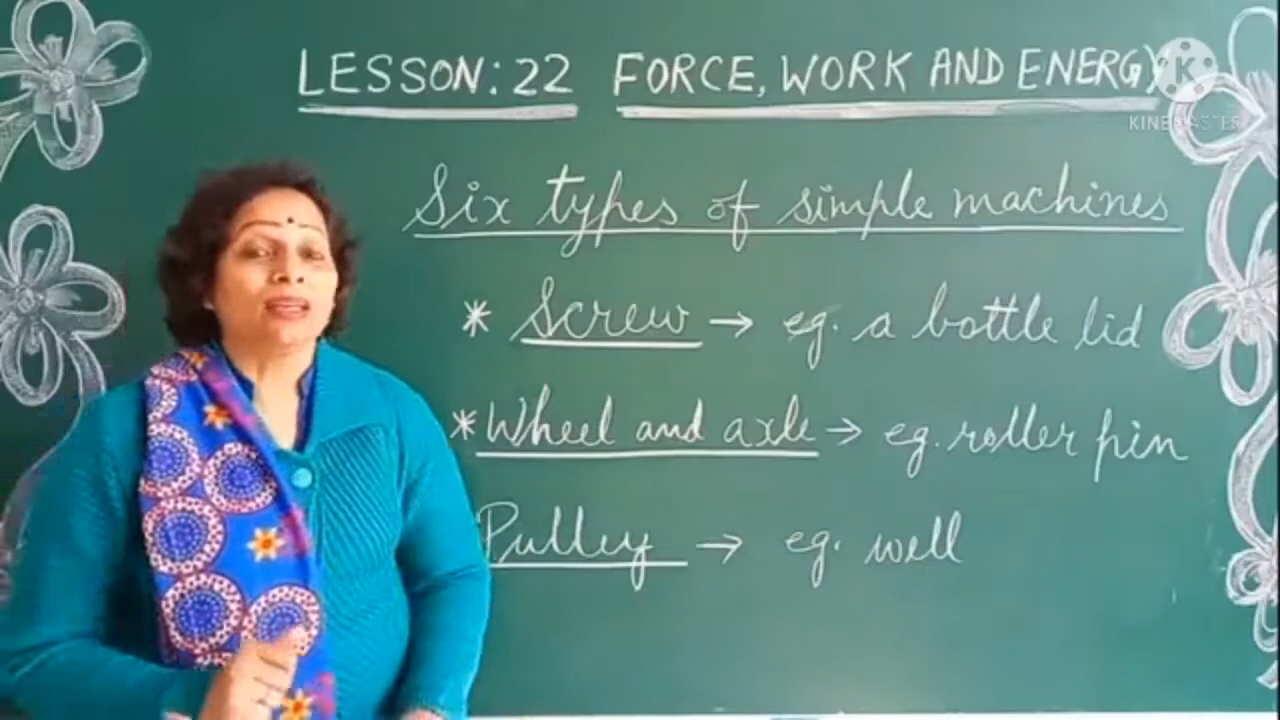 LESSON: 22 FORCE, WORK AND ENERGY
K
KINEMASTER
Six types of simple machines
* Screw → eg. a bottle lid
* Wheel and axle → eg. roller pin
Pulley → eg. well